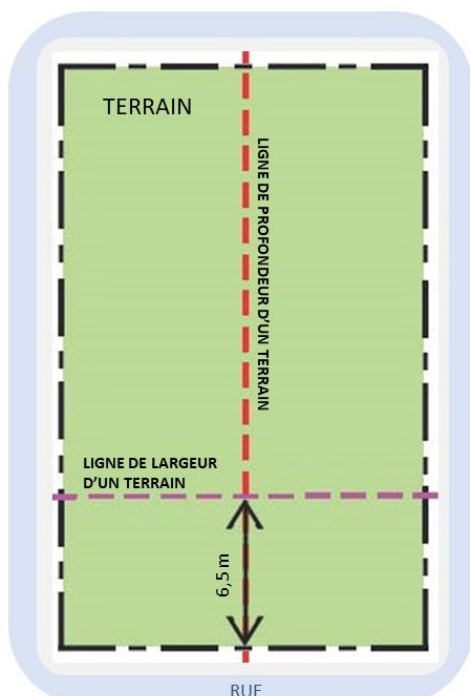 TERRAIN
LIGNE DE PROFONDEUR D'UN TERRAIN
LIGNE DE LARGEUR
D'UN TERRAIN
6,5 m
RUE